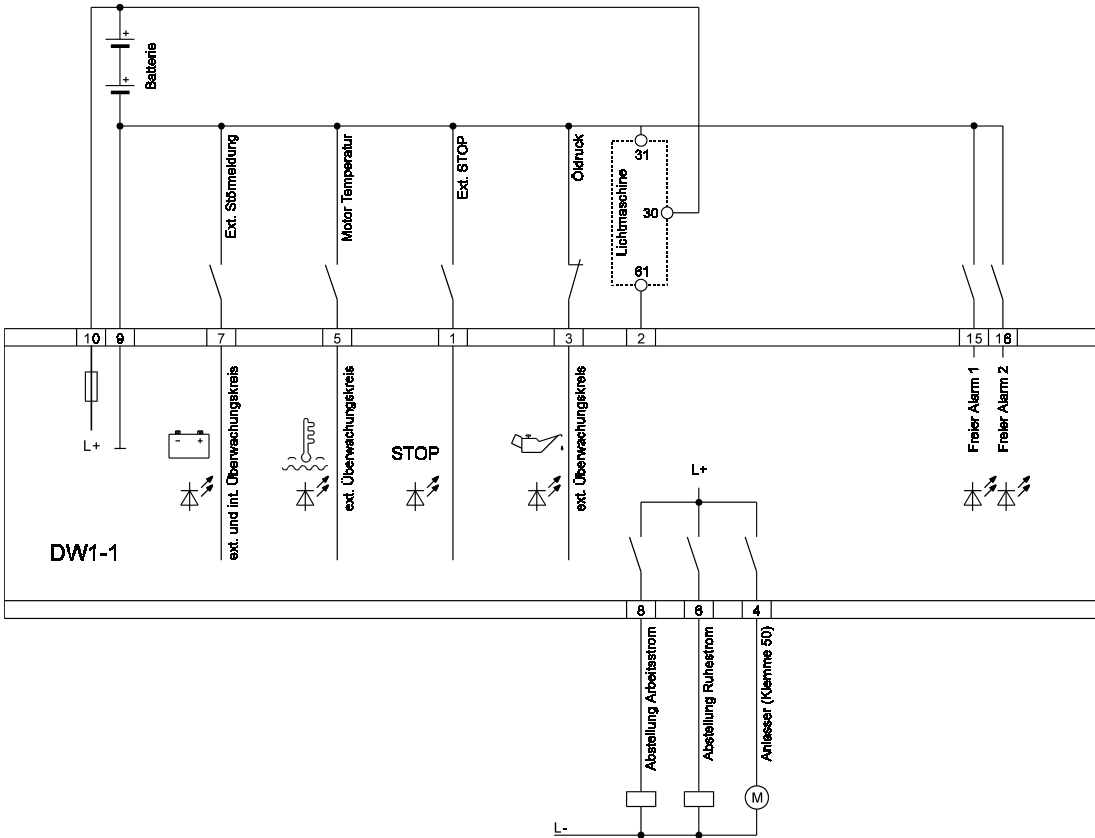 +
+
Batterie
Ext. Störmeldung
Motor Temperatur
Ext. STOP
Öldruck
31
Lichtmaschine
30
61
10
9
7
5
1
3
2
15
16
L+
- +
ext. und int. Überwachungskreis
ext. Überwachungskreis
STOP
ext. Überwachungskreis
Freier Alarm 1
Freier Alarm 2
L+
DW1-1
8
6
4
Abstellung Arbeitsstrom
Abstellung Ruhestrom
Anlasser (Klemme 50)
M
L-